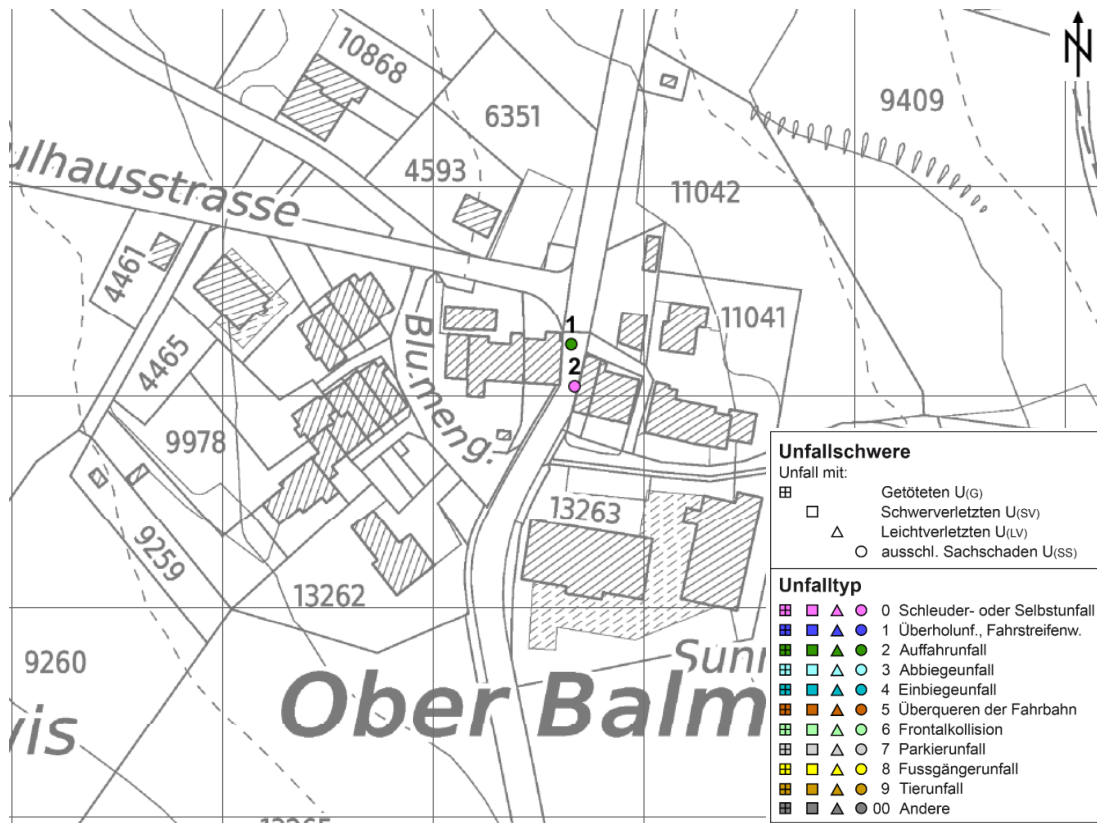 N
10868
6351
9409
4593
ulhausstrasse
11042
4461
1
11041
4465
2
Blumeng.
9978
13263
9259
13262
9260
Sunn
Ober Balm
vis
13265
Unfallschwere
Unfall mit:
Getöteten U(G)
Schwerverletzten U(SV)
Leichtverletzten U(LV)
ausschl. Sachschaden U(SS)
Unfalltyp
0 Schleuder- oder Selbstunfall
1 Überholunf., Fahrstreifenw.
2 Auffahrunfall
3 Abbiegeunfall
4 Einbiegeunfall
5 Überqueren der Fahrbahn
6 Frontalkollision
7 Parkierunfall
8 Fussgängerunfall
9 Tierunfall
00 Andere